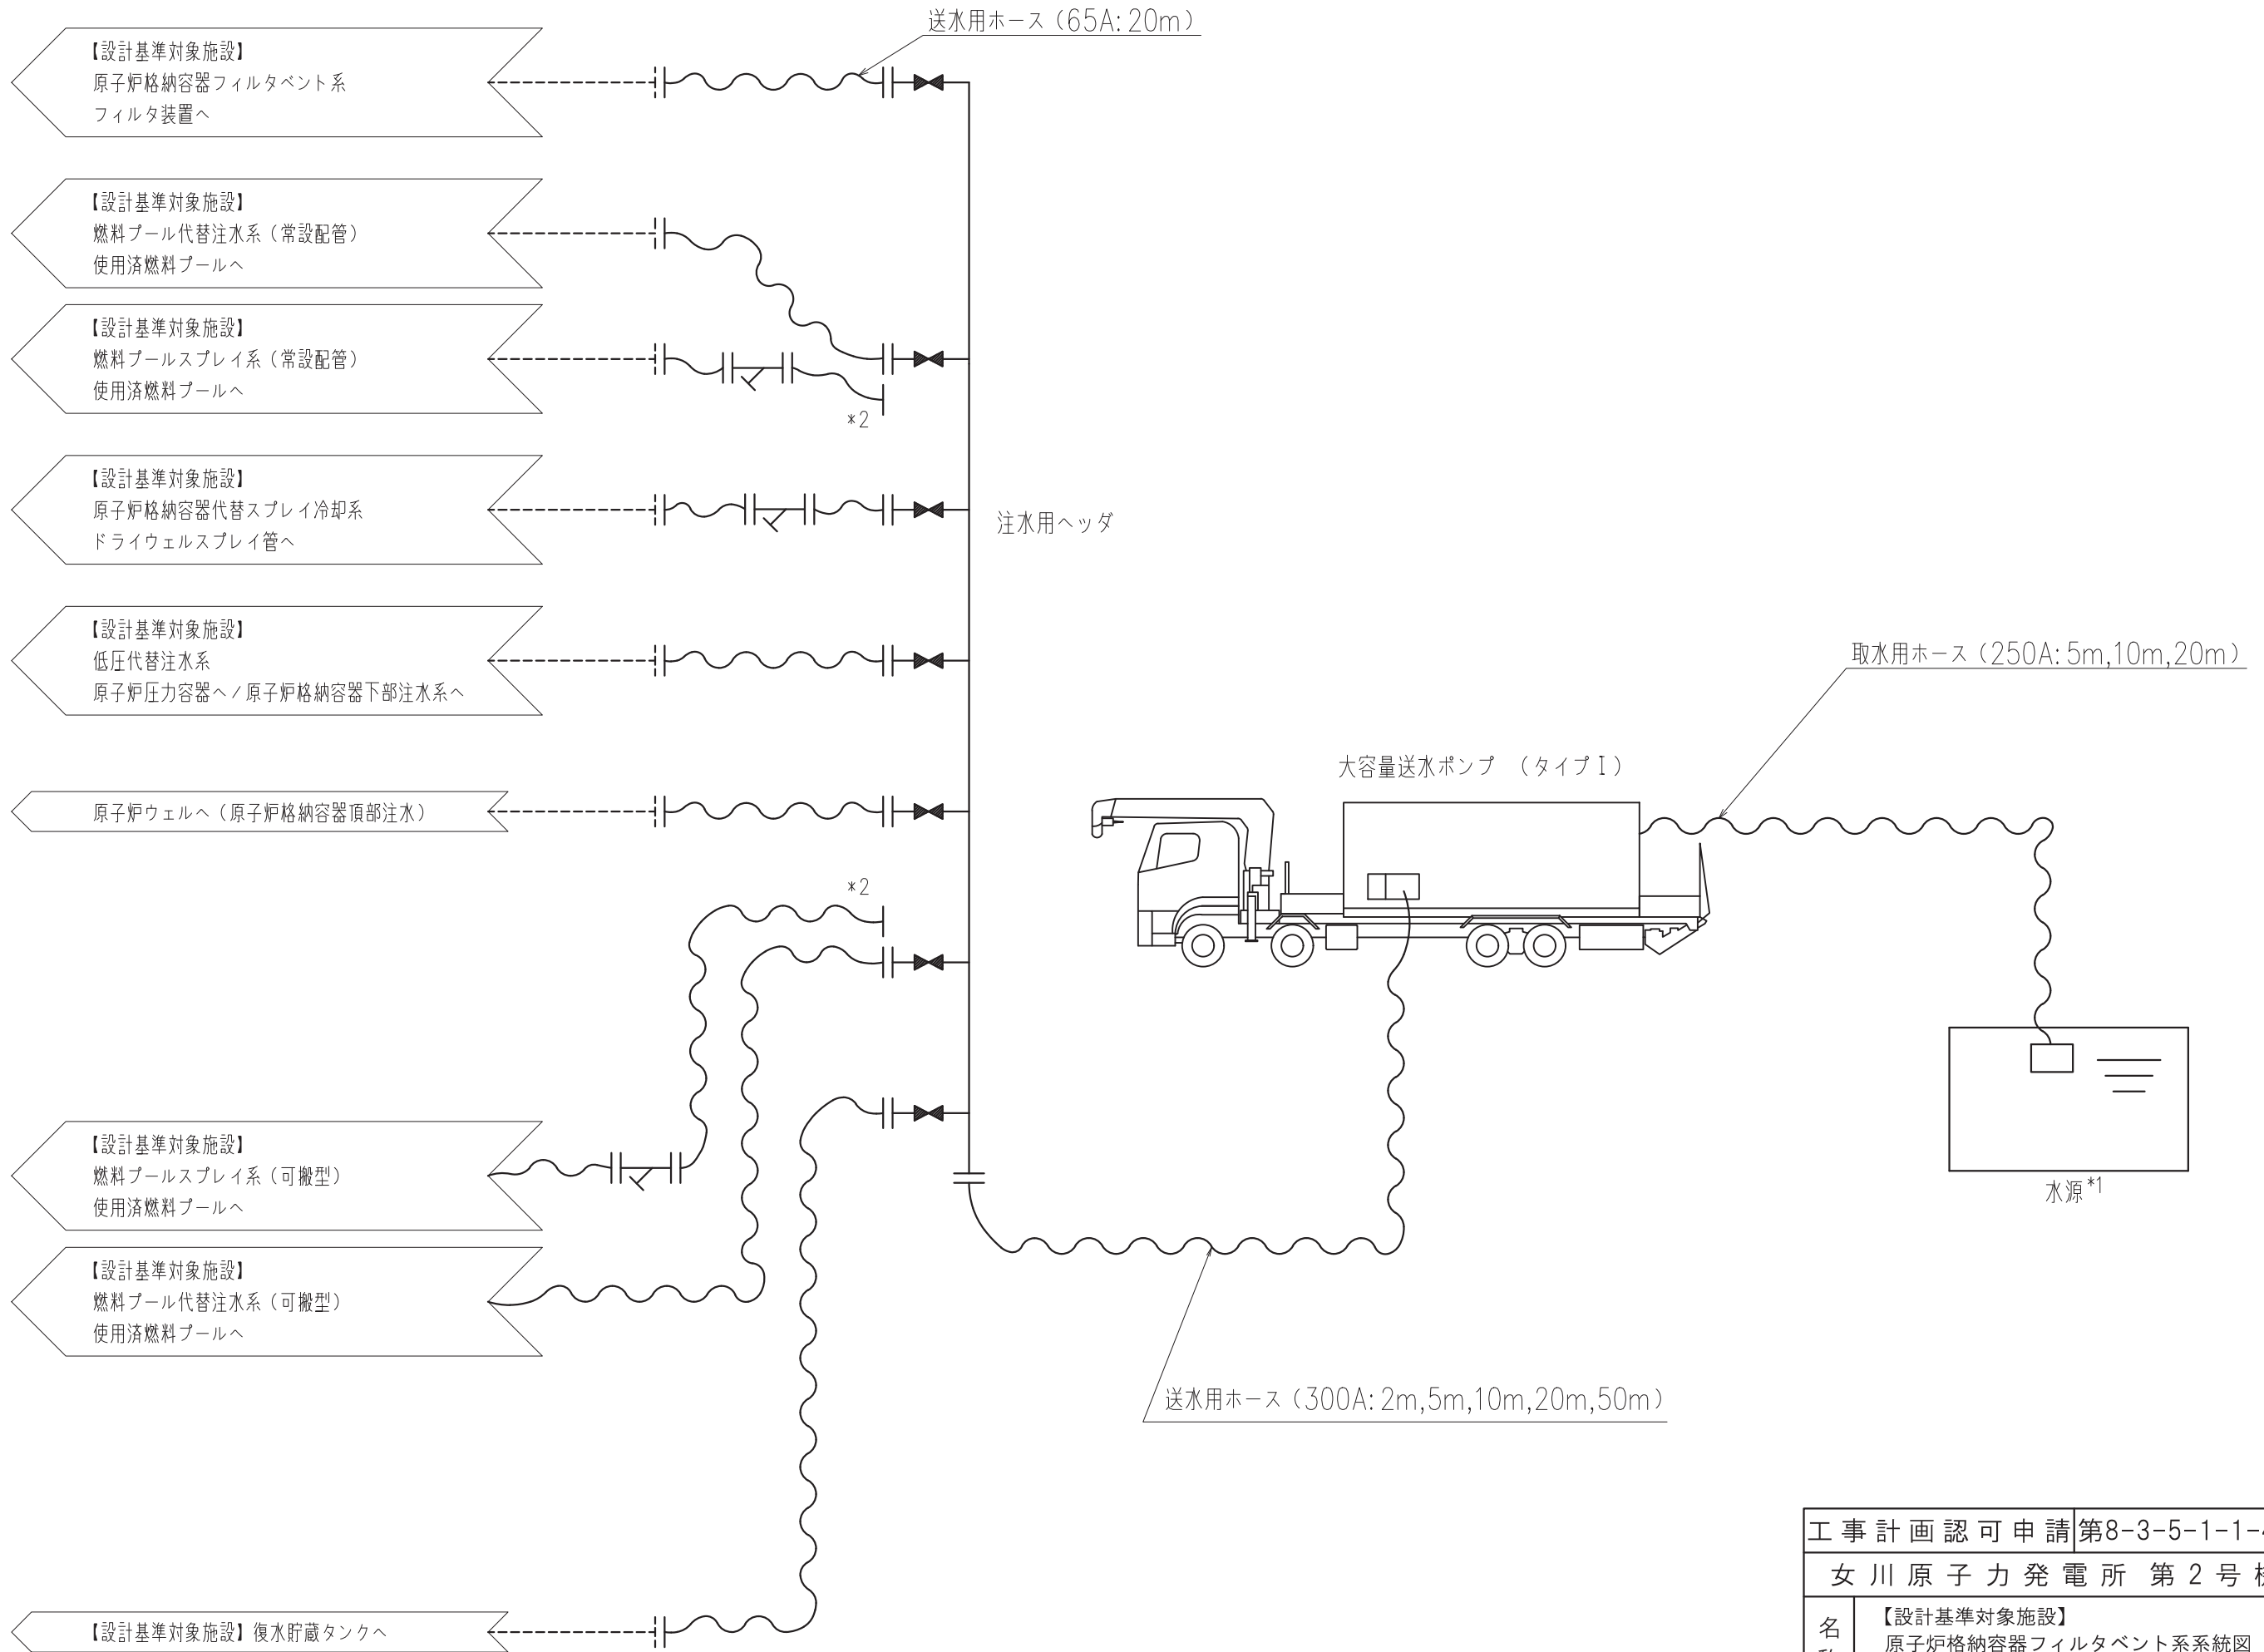 送水用ホース（65A:20m）
【設計基準対象施設】
原子炉格納容器フィルタベント系
フィルタ装置へ
【設計基準対象施設】
燃料プール代替注水系（常設配管）
使用済燃料プールへ
【設計基準対象施設】
燃料プールスプレイ系（常設配管）
使用済燃料プールへ
*2
【設計基準対象施設】
原子炉格納容器代替スプレイ冷却系
ドライウェルスプレイ管へ
注水用ヘッダ
【設計基準対象施設】
低圧代替注水系
原子炉圧力容器へ/原子炉格納容器下部注水系へ
取水用ホース（250A:5m,10m,20m）
大容量送水ポンプ （タイプⅠ）
原子炉ウェルへ（原子炉格納容器頂部注水）
*2
【設計基準対象施設】
燃料プールスプレイ系（可搬型）
使用済燃料プールへ
水源*1
【設計基準対象施設】
燃料プール代替注水系（可搬型）
使用済燃料プールへ
送水用ホース（300A:2m,5m,10m,20m,50m）
【設計基準対象施設】復水貯蔵タンクへ
工事計画認可申請 第8-3-5-1-1-
女川原子力発電所 第2号
名
【設計基準対象施設】
原子炉格納容器フィルタベント系系統図